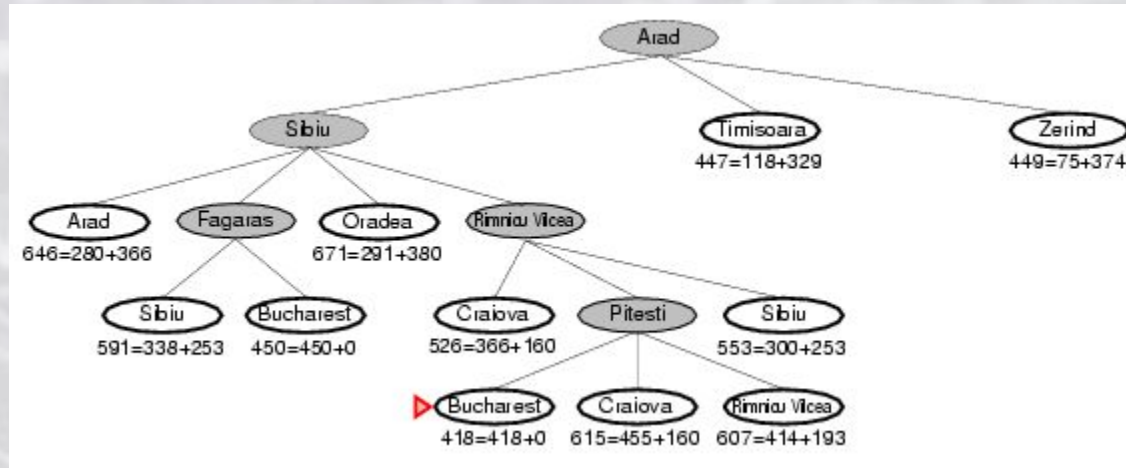 Arad
Sibiu
Timisoara
Zerind
447=118+329
449=75+374
Arad
Fagaras
Oradea
Rimnicu Vilcea
646=280+366
671=291+380
Sibiu
Bucharest
Craiova
Pitesti
Sibiu
591=338+253
450=450+0
526=366+160
553=300+253
Bucharest
Craiova
Rimnicu Vilcea
418=418+0
615=455+160
607=414+193